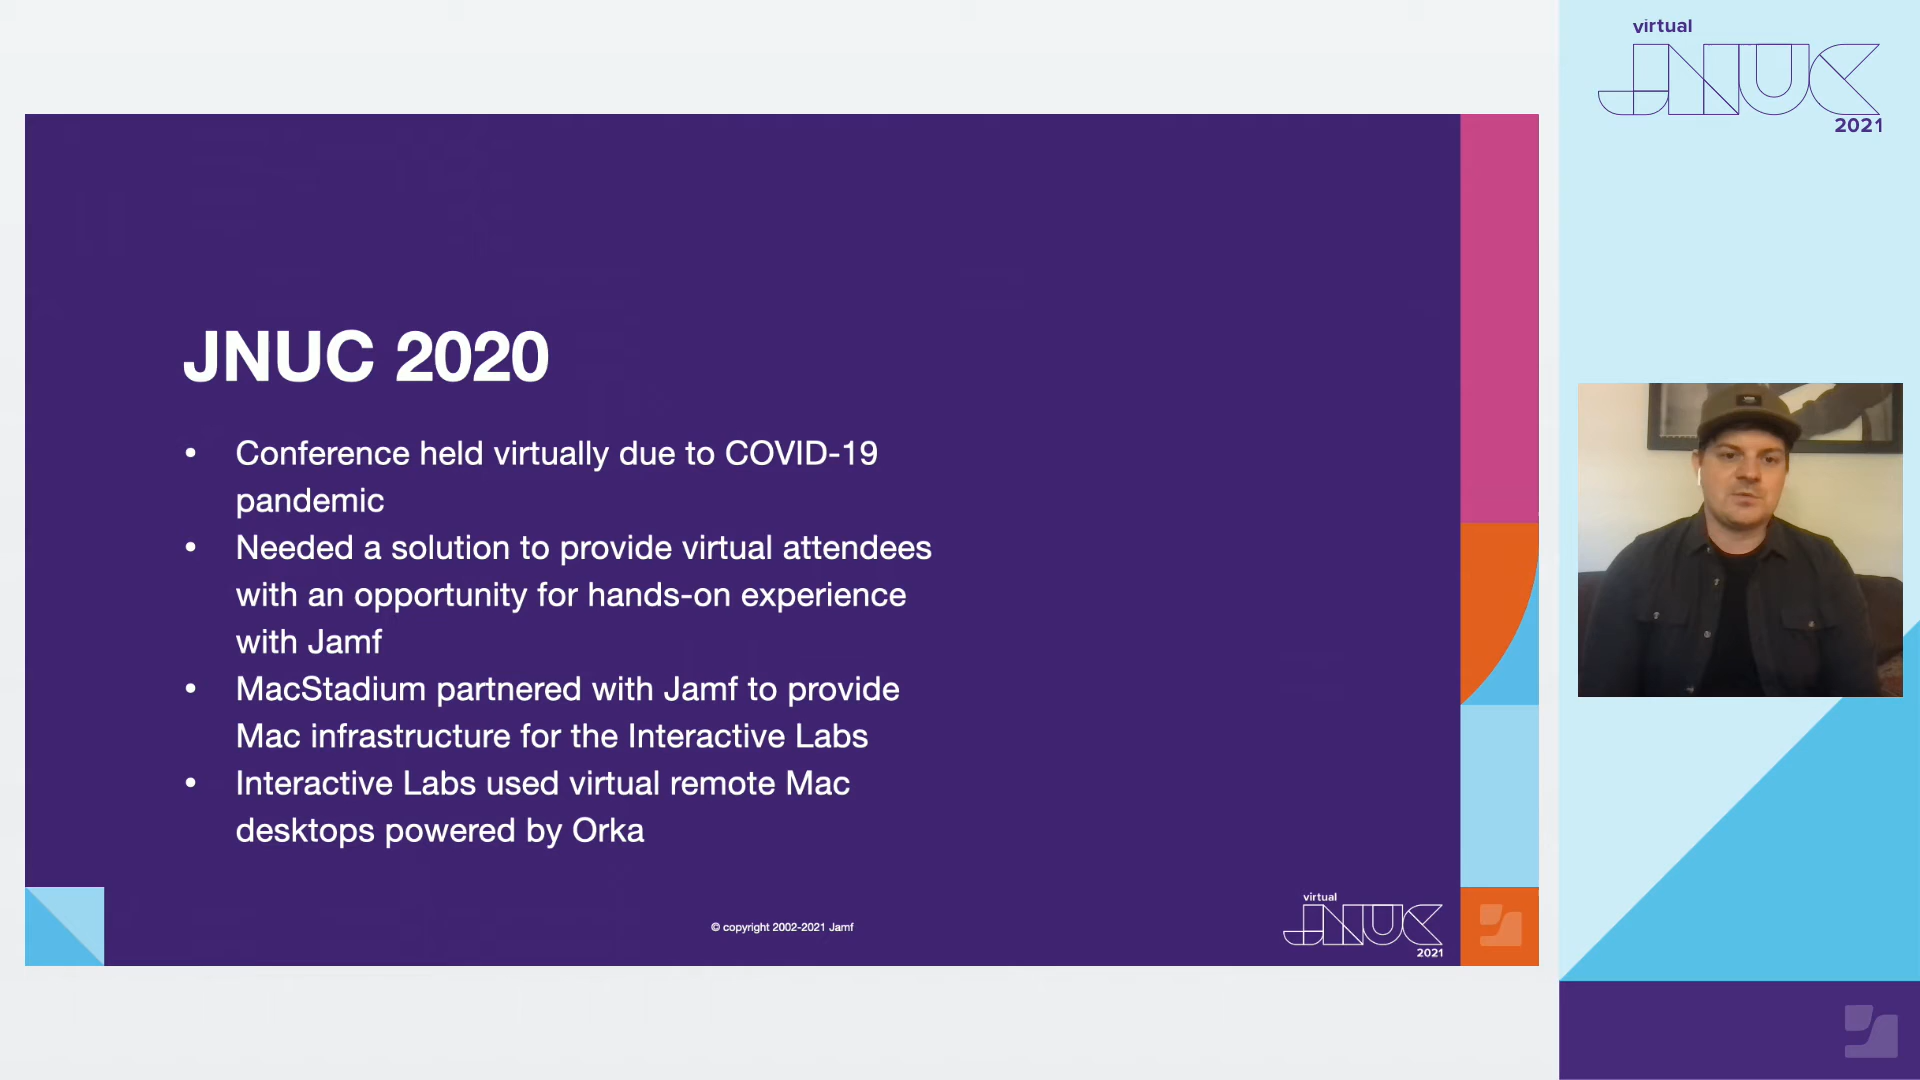 JNUC 2020
• Conference held virtually due to COVID-19
pandemic
• Needed a solution to provide virtual attendees
with an opportunity for hands-on experience
with Jamf
• MacStadium partnered with Jamf to provide
Mac infrastructure for the Interactive Labs
• Interactive Labs used virtual remote Mac
desktops powered by Orka
© copyright 2002-2021 Jamf
virtual
JNUC
2021
virtual
JNUC
2021